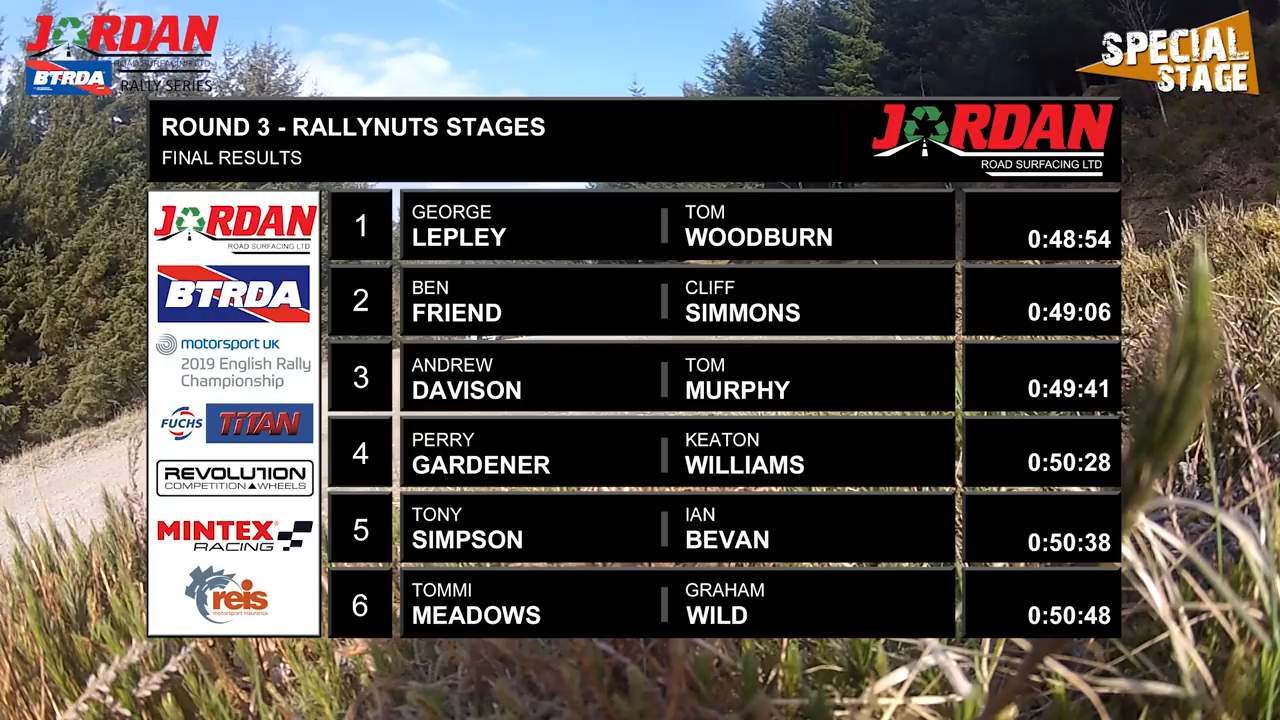 JORDAN
ROAD SURFACING LTD
BTRDA
RALLY SERIES
SPECIAL
STAGE
ROUND 3 - RALLYNUTS STAGES
FINAL RESULTS
JORDAN
ROAD SURFACING LTD
JORDAN
ROAD SURFACING LTD
BTRDA
motorsport UK
2019 English Rally
Championship
FUCHS TITAN
REVOLUTION
COMPETITION WHEELS
MINTEX
RACING
reis
motorsport insurance
1 GEORGE LEPLEY | TOM WOODBURN 0:48:54
2 BEN FRIEND | CLIFF SIMMONS 0:49:06
3 ANDREW DAVISON | TOM MURPHY 0:49:41
4 PERRY GARDENER | KEATON WILLIAMS 0:50:28
5 TONY SIMPSON | IAN BEVAN 0:50:38
6 TOMMI MEADOWS | GRAHAM WILD 0:50:48